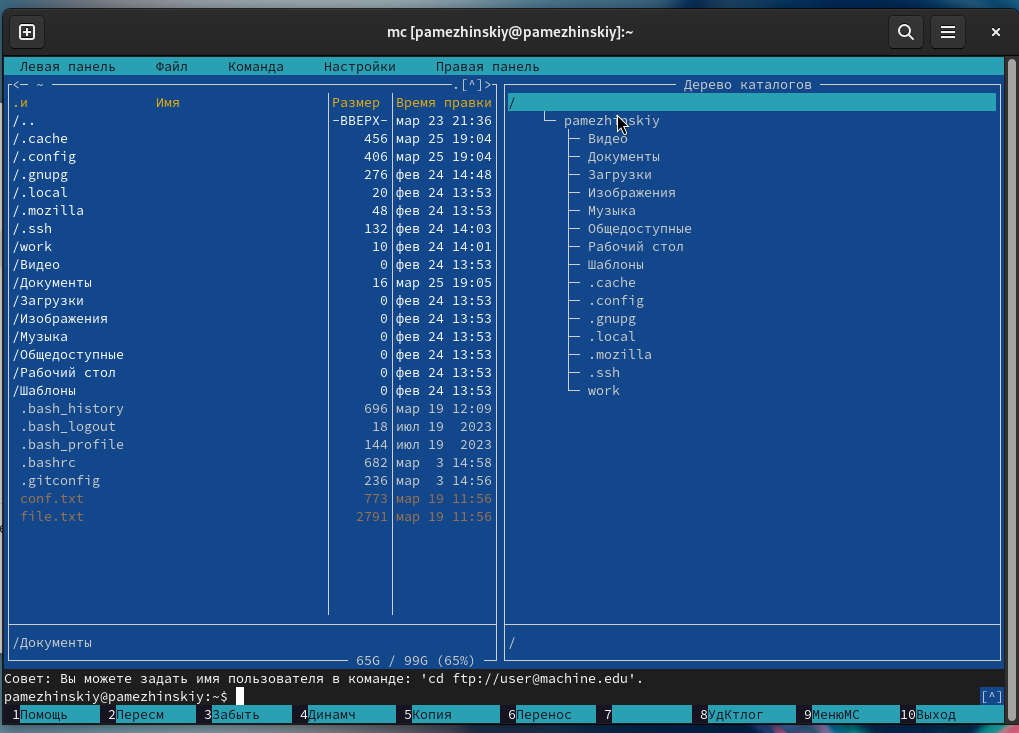 mc [pamezhinskiy@pamezhinskiy]:~
Левая панель Файл Команда Настройки Правая панель
<— ~ .[^]> Дерево каталогов
.и Имя Размер Время правки
/.. -ВВЕРХ- мар 23 21:36
/.cache 456 мар 25 19:04
/.config 406 мар 25 19:04
/.gnupg 276 фев 24 14:48
/.local 20 фев 24 13:53
/.mozilla 48 фев 24 13:53
/.ssh 132 фев 24 14:03
/work 10 фев 24 14:01
/Видео 0 фев 24 13:53
/Документы 16 мар 25 19:05
/Загрузки 0 фев 24 13:53
/Изображения 0 фев 24 13:53
/Музыка 0 фев 24 13:53
/Общедоступные 0 фев 24 13:53
/Рабочий стол 0 фев 24 13:53
/Шаблоны 0 фев 24 13:53
.bash_history 696 мар 19 12:09
.bash_logout 18 июл 19 2023
.bash_profile 144 июл 19 2023
.bashrc 682 мар 3 14:58
.gitconfig 236 мар 3 14:56
conf.txt 773 мар 19 11:56
file.txt 2791 мар 19 11:56
/Документы
65G / 99G (65%)
/
pamezhinskiy
Видео
Документы
Загрузки
Изображения
Музыка
Общедоступные
Рабочий стол
Шаблоны
.cache
.config
.gnupg
.local
.mozilla
.ssh
work
/
Совет: Вы можете задать имя пользователя в команде: 'cd ftp://user@machine.edu'.
pamezhinskiy@pamezhinskiy:~$ [^]
1Помощь 2Пересм 3Забыть 4Динамч 5Копия 6Перенос 7 8УдКтлог 9МенюMC 10Выход